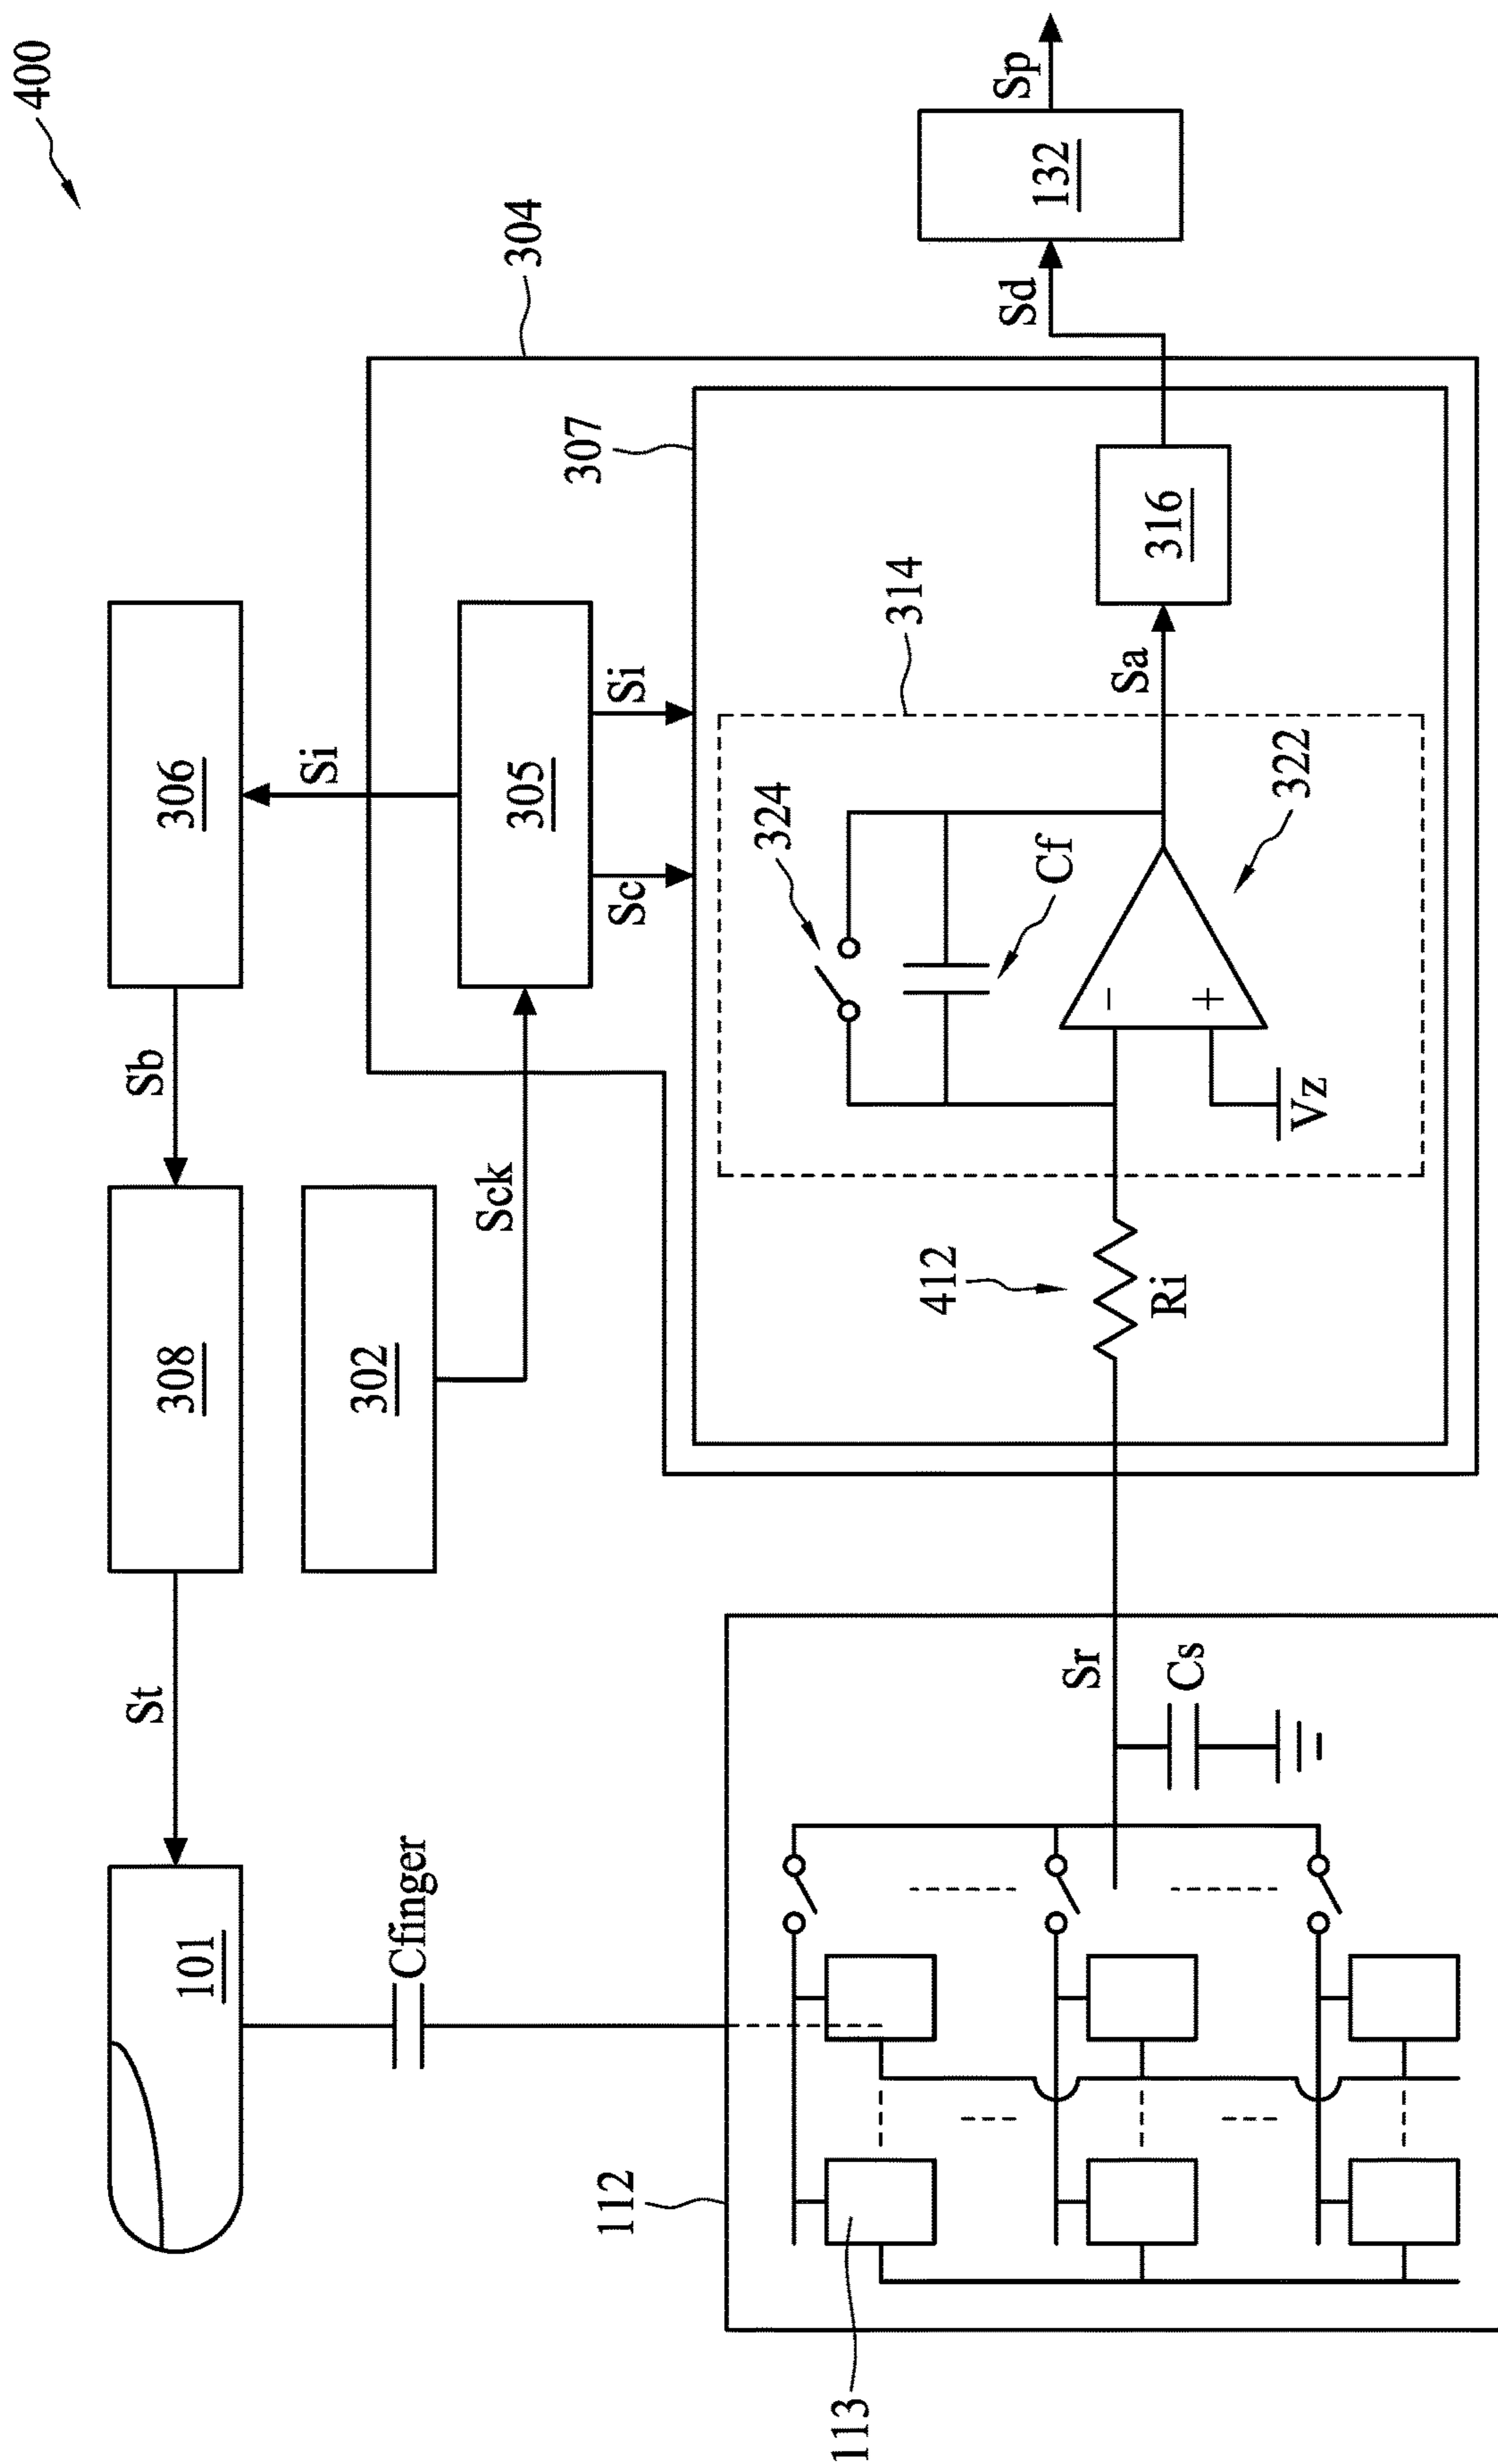 400
101
St
308
Sb
306
Cfinger
302
Sck
Si
305
Sc
Si
304
307
112
113
Sr
Cs
412
Ri
314
324
Cf
322
-
+
Vz
Sa
316
Sd
132
Sp